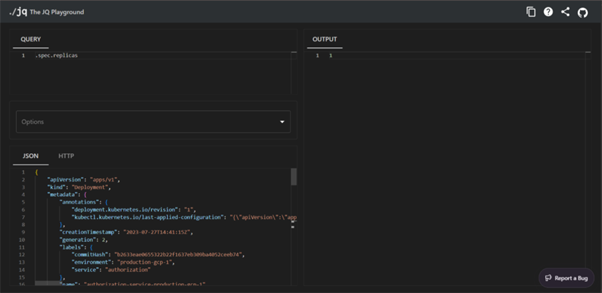 ./jq The JQ Playground
QUERY
1 .spec.replicas
OUTPUT
1 1
Options
JSON HTTP
1 {
2 "apiVersion": "apps/v1",
3 "kind": "Deployment",
4 "metadata": {
5 "annotations": {
6 "deployment.kubernetes.io/revision": "1",
7 "kubectl.kubernetes.io/last-applied-configuration": "{\"apiVersion\":\"app
8 },
9 "creationTimestamp": "2023-07-27T14:41:15Z",
10 "generation": 2,
11 "labels": {
12 "commitHash":
13 "environment": "production-gcp-1",
14 "service": "authorization"
15 },
16 "name": "authorization-service-production-gcp-1",
Report a Bug